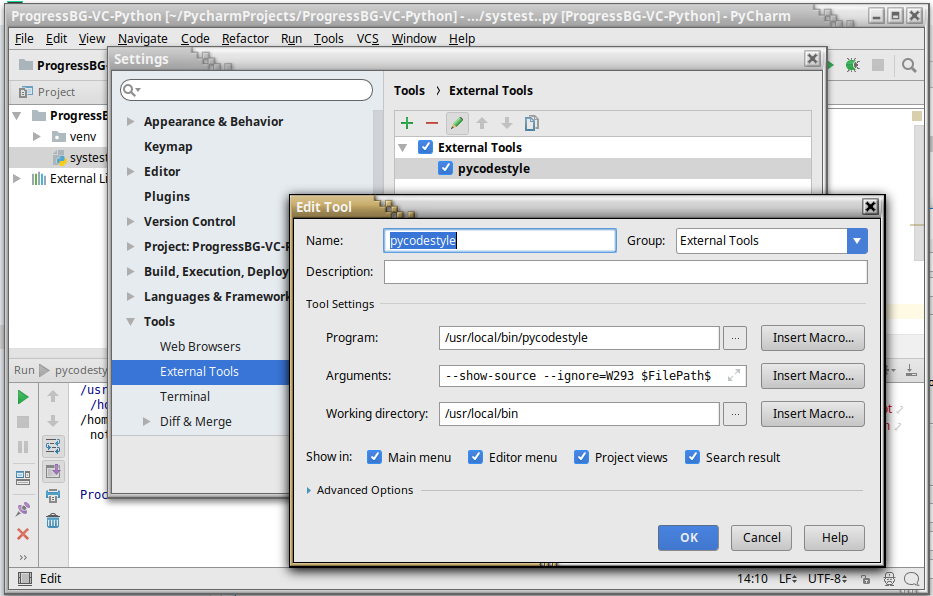 ProgressBG-VC-Python [~/PycharmProjects/ProgressBG-VC-Python] - .../systest..py [ProgressBG-VC-Python] - PyCharm
File Edit View Navigate Code Refactor Run Tools VCS Window Help
ProgressBG-
Settings
Project
ProgressB
venv
systest
External Li
Appearance & Behavior
Keymap
Editor
Plugins
Version Control
Project: ProgressBG-VC-P
Build, Execution, Deploy
Languages & Framework
Tools
Web Browsers
External Tools
Terminal
Diff & Merge
Tools › External Tools
External Tools
pycodestyle
Edit Tool
Name: pycodestyle Group: External Tools
Description:
Tool Settings
Program: /usr/local/bin/pycodestyle ... Insert Macro...
Arguments: --show-source --ignore=W293 $FilePath$ Insert Macro...
Working directory: /usr/local/bin ... Insert Macro...
Show in: Main menu Editor menu Project views Search result
Advanced Options
OK Cancel Help
Run pycodesty
/usr
/ho
/hom
not
Proc
Edit 14:10 LF UTF-8